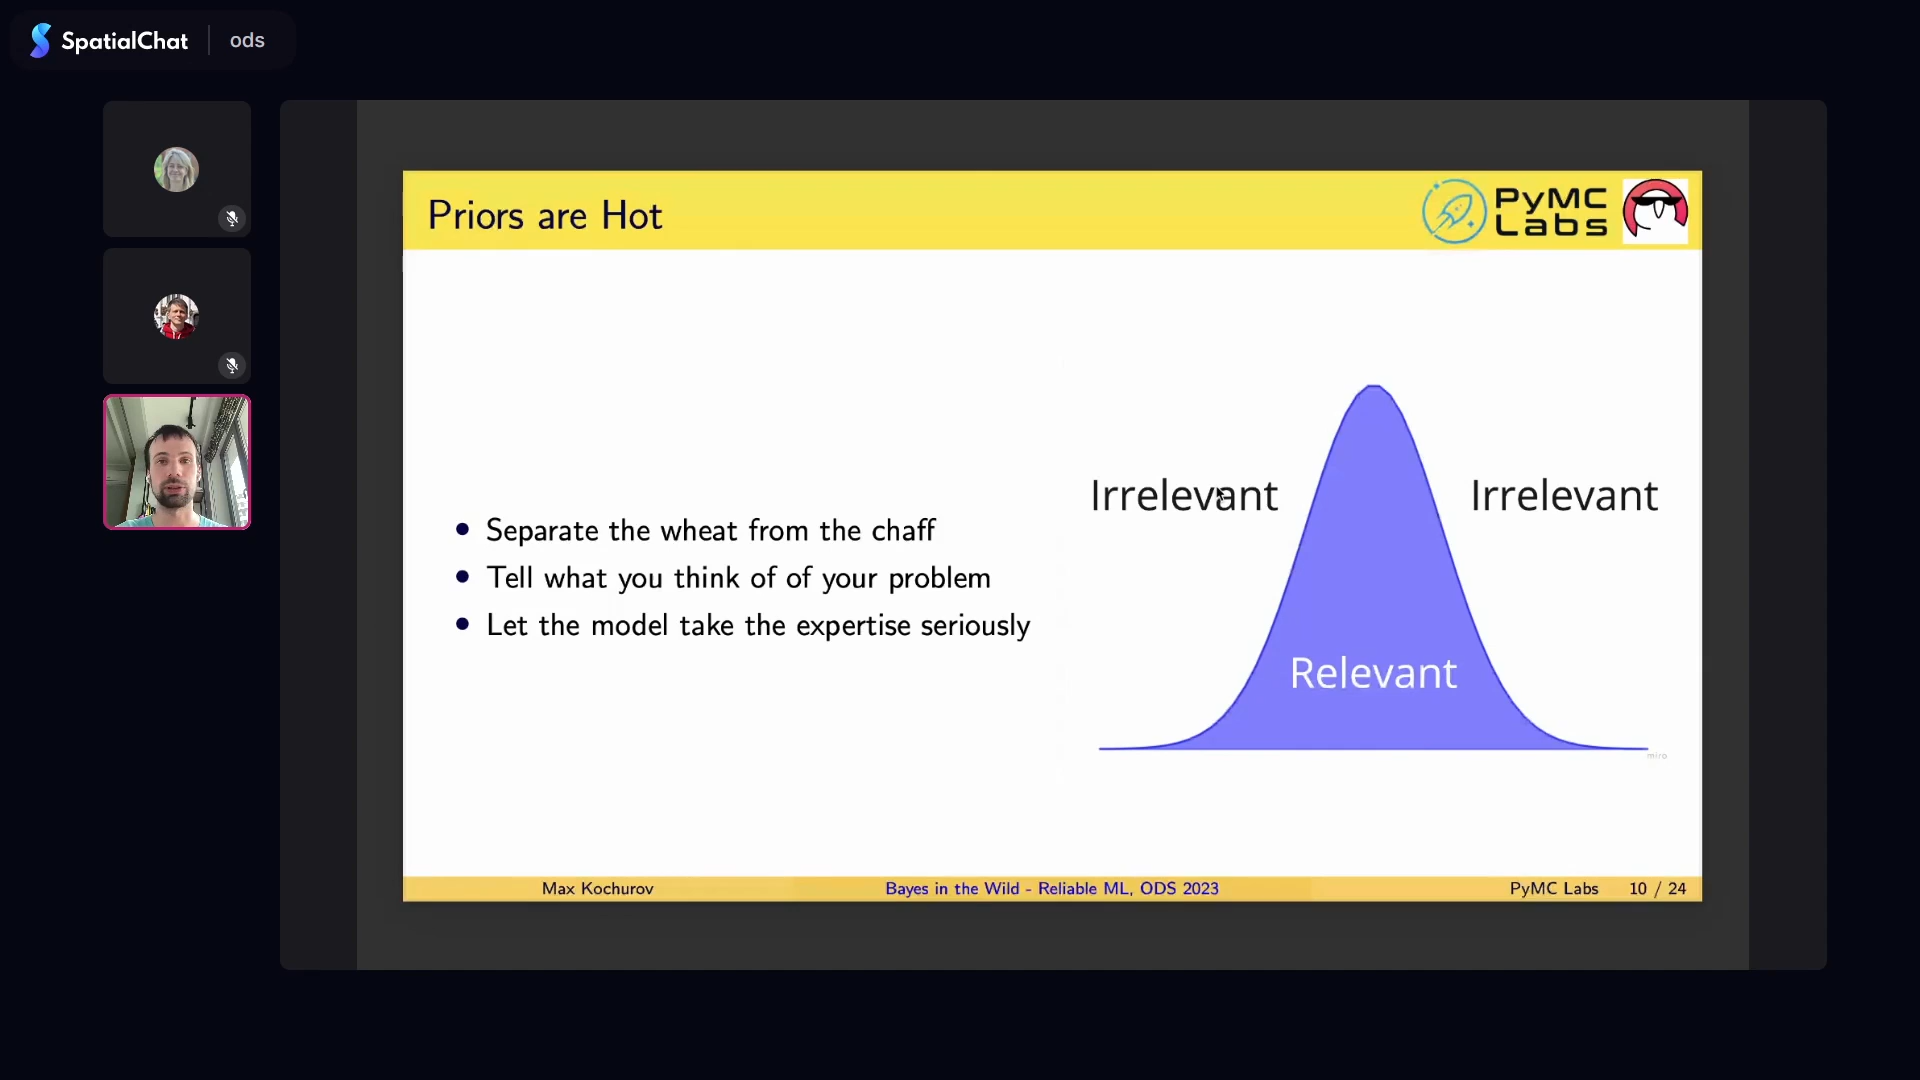 SpatialChat
ods
Priors are Hot
PyMC
Labs
Irrelevant
Irrelevant
Separate the wheat from the chaff
Tell what you think of of your problem
Let the model take the expertise seriously
Relevant
miro
Max Kochurov
Bayes in the Wild - Reliable ML, ODS 2023
PyMC Labs
10 / 24